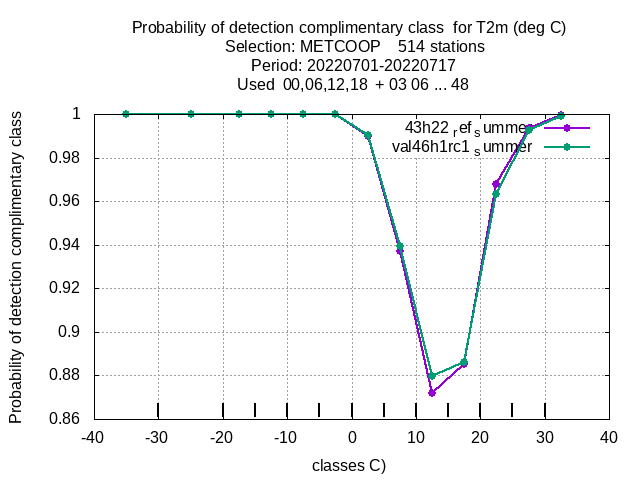 Probability of detection complimentary class  for T2m (deg C)
Selection: METCOOP    514 stations
Period: 20220701-20220717
Used  00,06,12,18  + 03 06 ... 48
Probability of detection complimentary class
1
0.98
0.96
0.94
0.92
0.9
0.88
0.86
43h22 ref summer
val46h1rc1 summer
-40 -30 -20 -10 0 10 20 30 40
classes C)